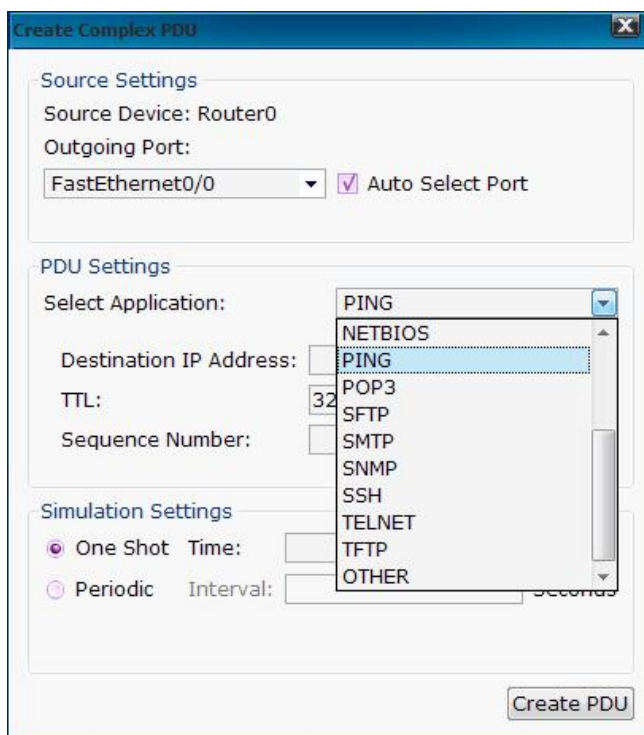 Create Complex PDU
Source Settings
Source Device: Router0
Outgoing Port:
FastEthernet0/0
Auto Select Port
PDU Settings
Select Application:
PING
NETBIOS
Destination IP Address:
PING
POP3
TTL:
32
SFTP
Sequence Number:
SMTP
SNMP
Simulation Settings
SSH
One Shot Time:
TELNET
TFTP
Periodic Interval:
OTHER
Seconds
Create PDU